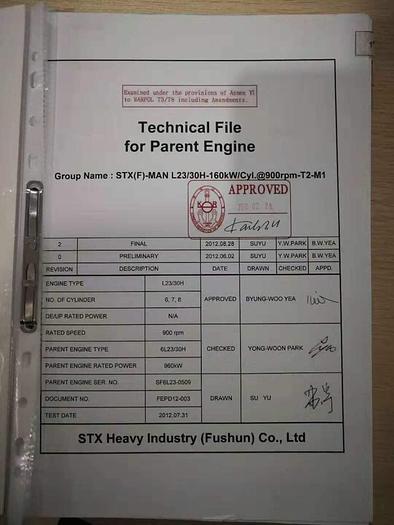 Examined under the provisions of Annex VI
to MARPOL 73/78 including Amendments.
Technical File
for Parent Engine
Group Name : STX(F)-MAN L23/30H-160kW/Cyl.@900rpm-T2-M1
APPROVED
KR
2 FINAL 2012.08.28 SUYU Y.W.PARK B.W.YEA
0 PRELIMINARY 2012.06.02 SUYU Y.W.PARK B.W.YEA
REVISION DESCRIPTION DATE DRAWN CHECKED APPD.
ENGINE TYPE L23/30H
NO. OF CYLINDER 6, 7, 8 APPROVED BYUNG-WOO YEA
DE/UP RATED POWER N/A
RATED SPEED 900 rpm
PARENT ENGINE TYPE 6L23/30H CHECKED YONG-WOON PARK
PARENT ENGINE RATED POWER 960kW
PARENT ENGINE SER. NO. SF6L23-0509
DOCUMENT NO. FEPD12-003 DRAWN SU YU
TEST DATE 2012.07.31
STX Heavy Industry (Fushun) Co., Ltd